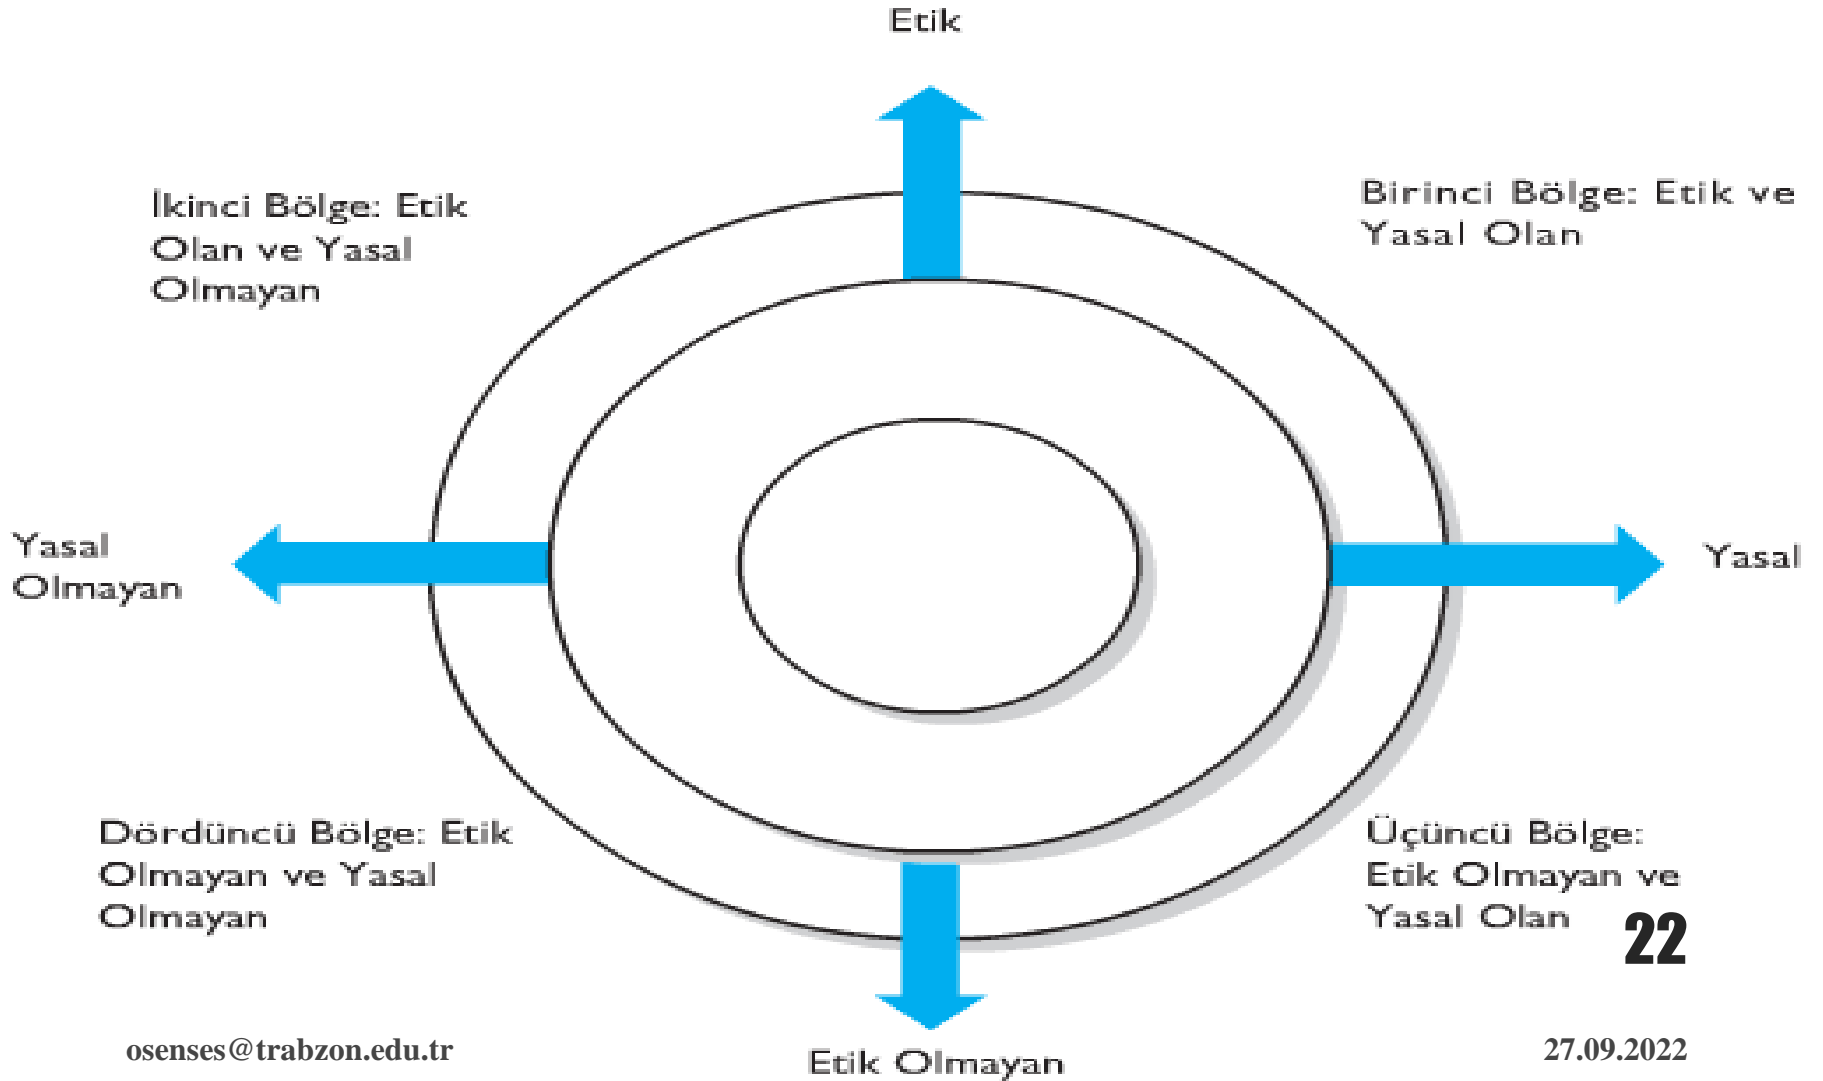 Etik
İkinci Bölge: Etik
Olan ve Yasal
Olmayan
Birinci Bölge: Etik ve
Yasal Olan
Yasal
Olmayan
Yasal
Dördüncü Bölge: Etik
Olmayan ve Yasal
Olmayan
Üçüncü Bölge:
Etik Olmayan ve
Yasal Olan
22
Etik Olmayan
osenses@trabzon.edu.tr
27.09.2022